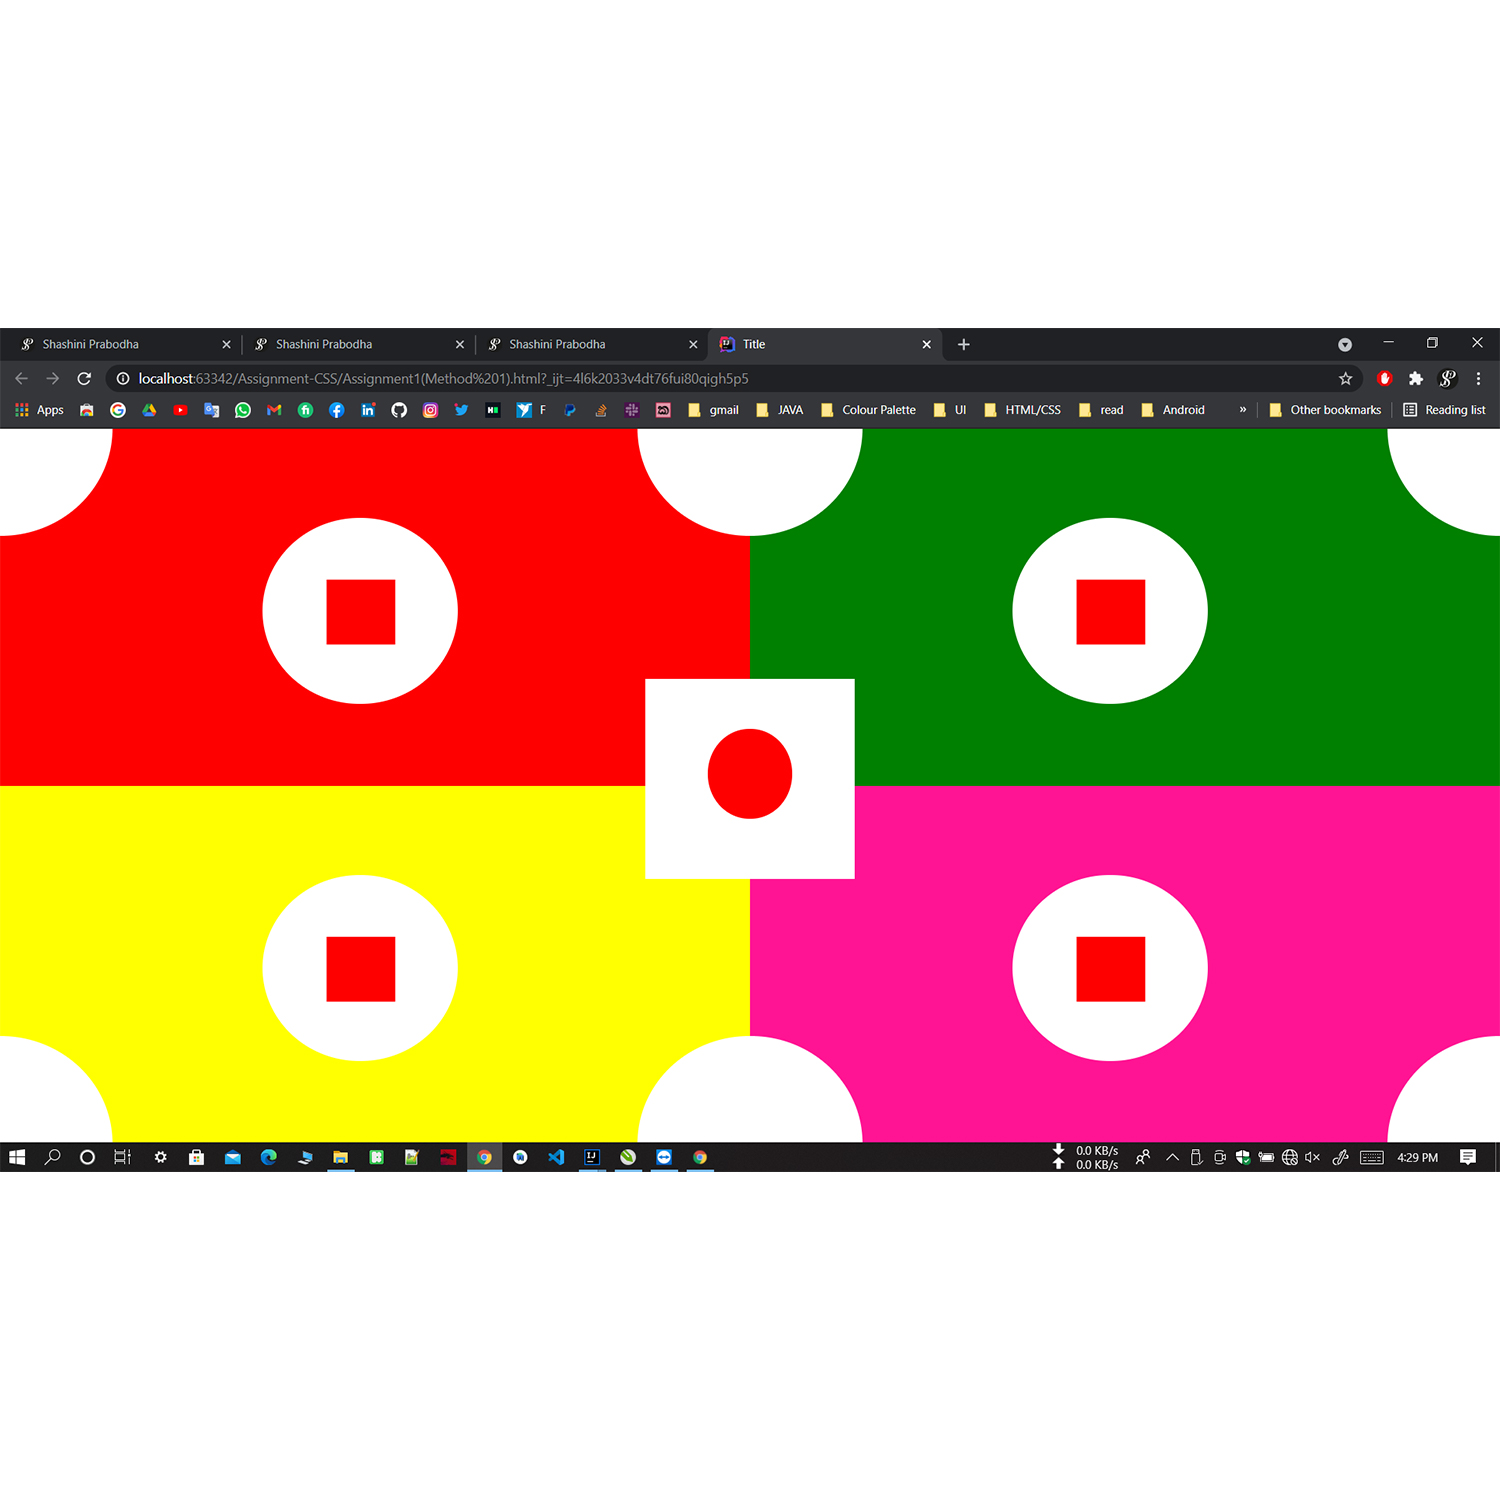 Shashini Prabodha Shashini Prabodha Shashini Prabodha Title
localhost:63342/Assignment-CSS/Assignment1(Method%201).html?_ijt=4l6k2033v4dt76fui80qigh5p5
Apps F gmail JAVA Colour Palette UI HTML/CSS read Android » Other bookmarks Reading list
0.0 KB/s
0.0 KB/s
4:29 PM